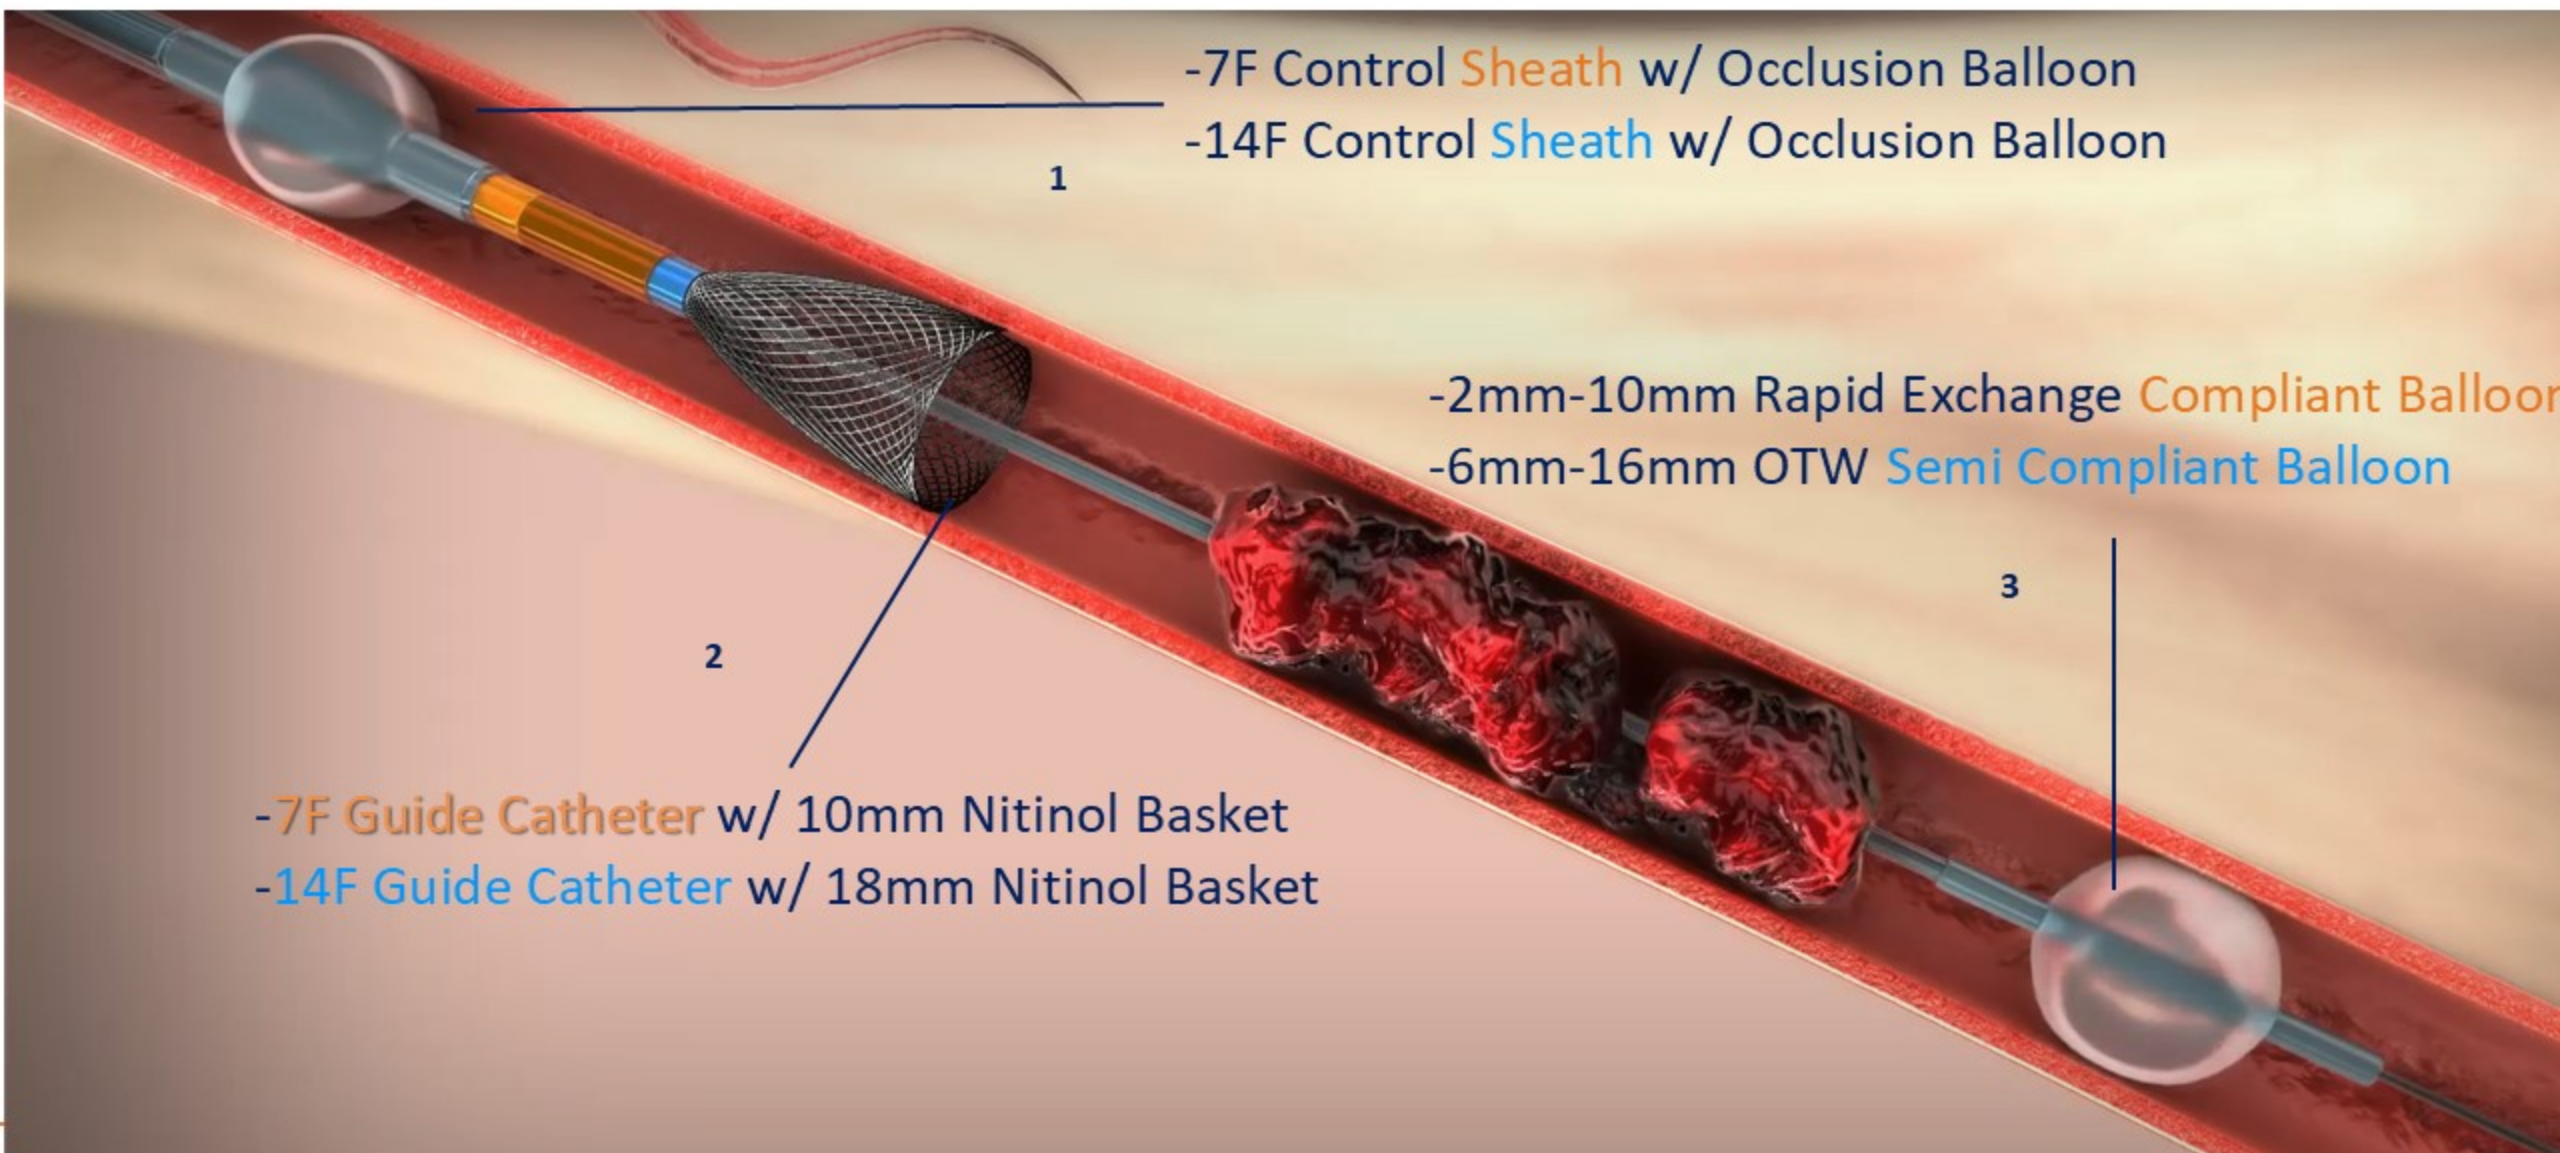 -7F Control Sheath w/ Occlusion Balloon
-14F Control Sheath w/ Occlusion Balloon
1
-2mm-10mm Rapid Exchange Compliant Balloon
-6mm-16mm OTW Semi Compliant Balloon
3
2
-7F Guide Catheter w/ 10mm Nitinol Basket
-14F Guide Catheter w/ 18mm Nitinol Basket